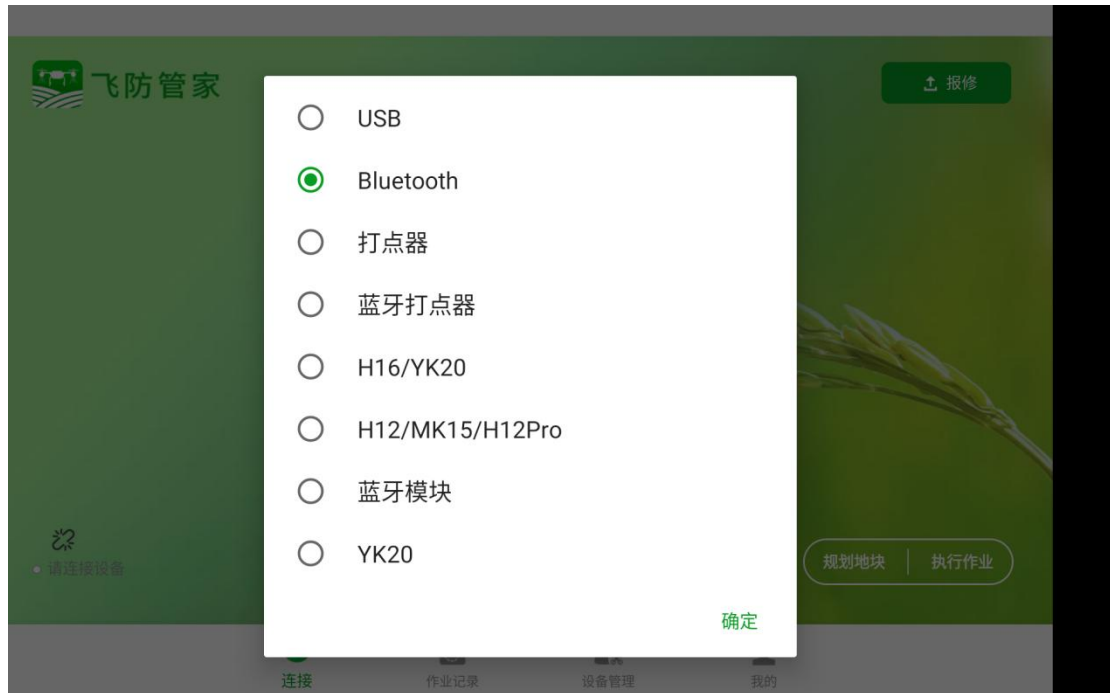 飞防管家
报修
USB
Bluetooth
打点器
蓝牙打点器
H16/YK20
H12/MK15/H12Pro
蓝牙模块
YK20
请连接设备
规划地块
执行作业
确定
连接
作业记录
设备管理
我的